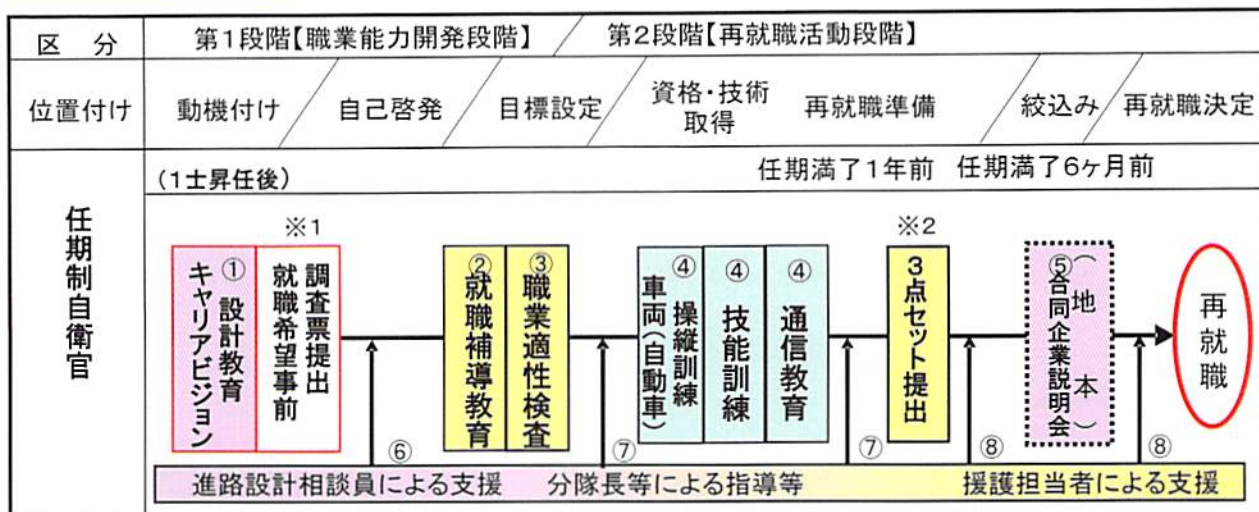 区 分
第1段階【職業能力開発段階】
第2段階【再就職活動段階】
位置付け
動機付け
自己啓発
目標設定
資格・技術
取得
再就職準備
絞込み
再就職決定
任期制自衛官
(1士昇任後)
任期満了1年前
任期満了6ヶ月前
※1
※2
① 設計教育
キャリアビジョン
調査票提出
就職希望事前
② 就職補導教育
③ 職業適性検査
④ 操縦訓練
車両(自動車)
④ 技能訓練
④ 通信教育
3点セット提出
(地本)
⑤合同企業説明会
再就職
⑥
⑦
⑦
⑧
⑧
進路設計相談員による支援
分隊長等による指導等
援護担当者による支援